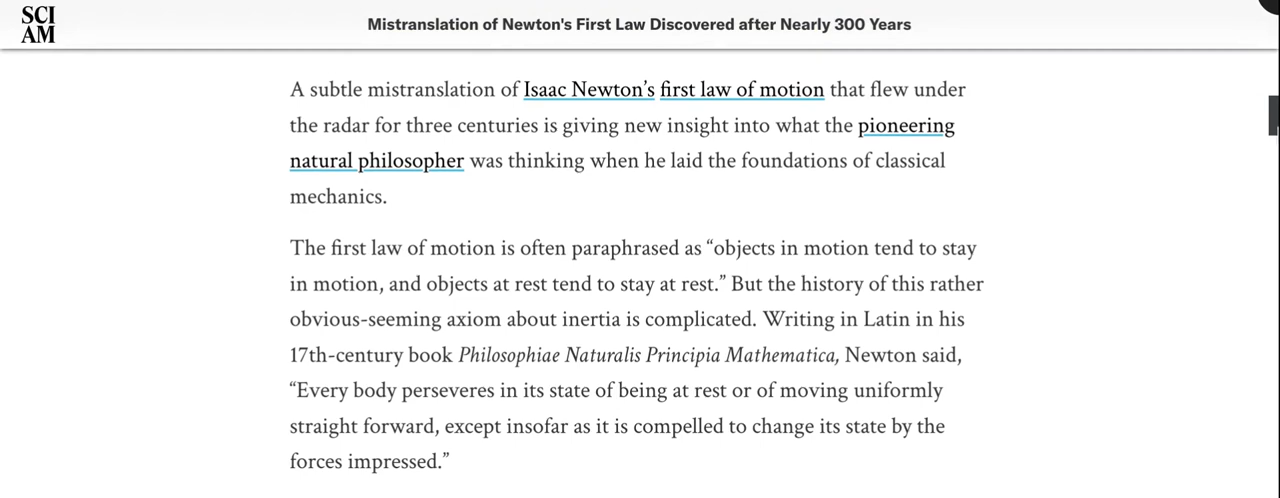 SCI
AM
Mistranslation of Newton's First Law Discovered after Nearly 300 Years
A subtle mistranslation of Isaac Newton’s first law of motion that flew under
the radar for three centuries is giving new insight into what the pioneering
natural philosopher was thinking when he laid the foundations of classical
mechanics.
The first law of motion is often paraphrased as “objects in motion tend to stay
in motion, and objects at rest tend to stay at rest.” But the history of this rather
obvious-seeming axiom about inertia is complicated. Writing in Latin in his
17th-century book Philosophiae Naturalis Principia Mathematica, Newton said,
“Every body perseveres in its state of being at rest or of moving uniformly
straight forward, except insofar as it is compelled to change its state by the
forces impressed.”